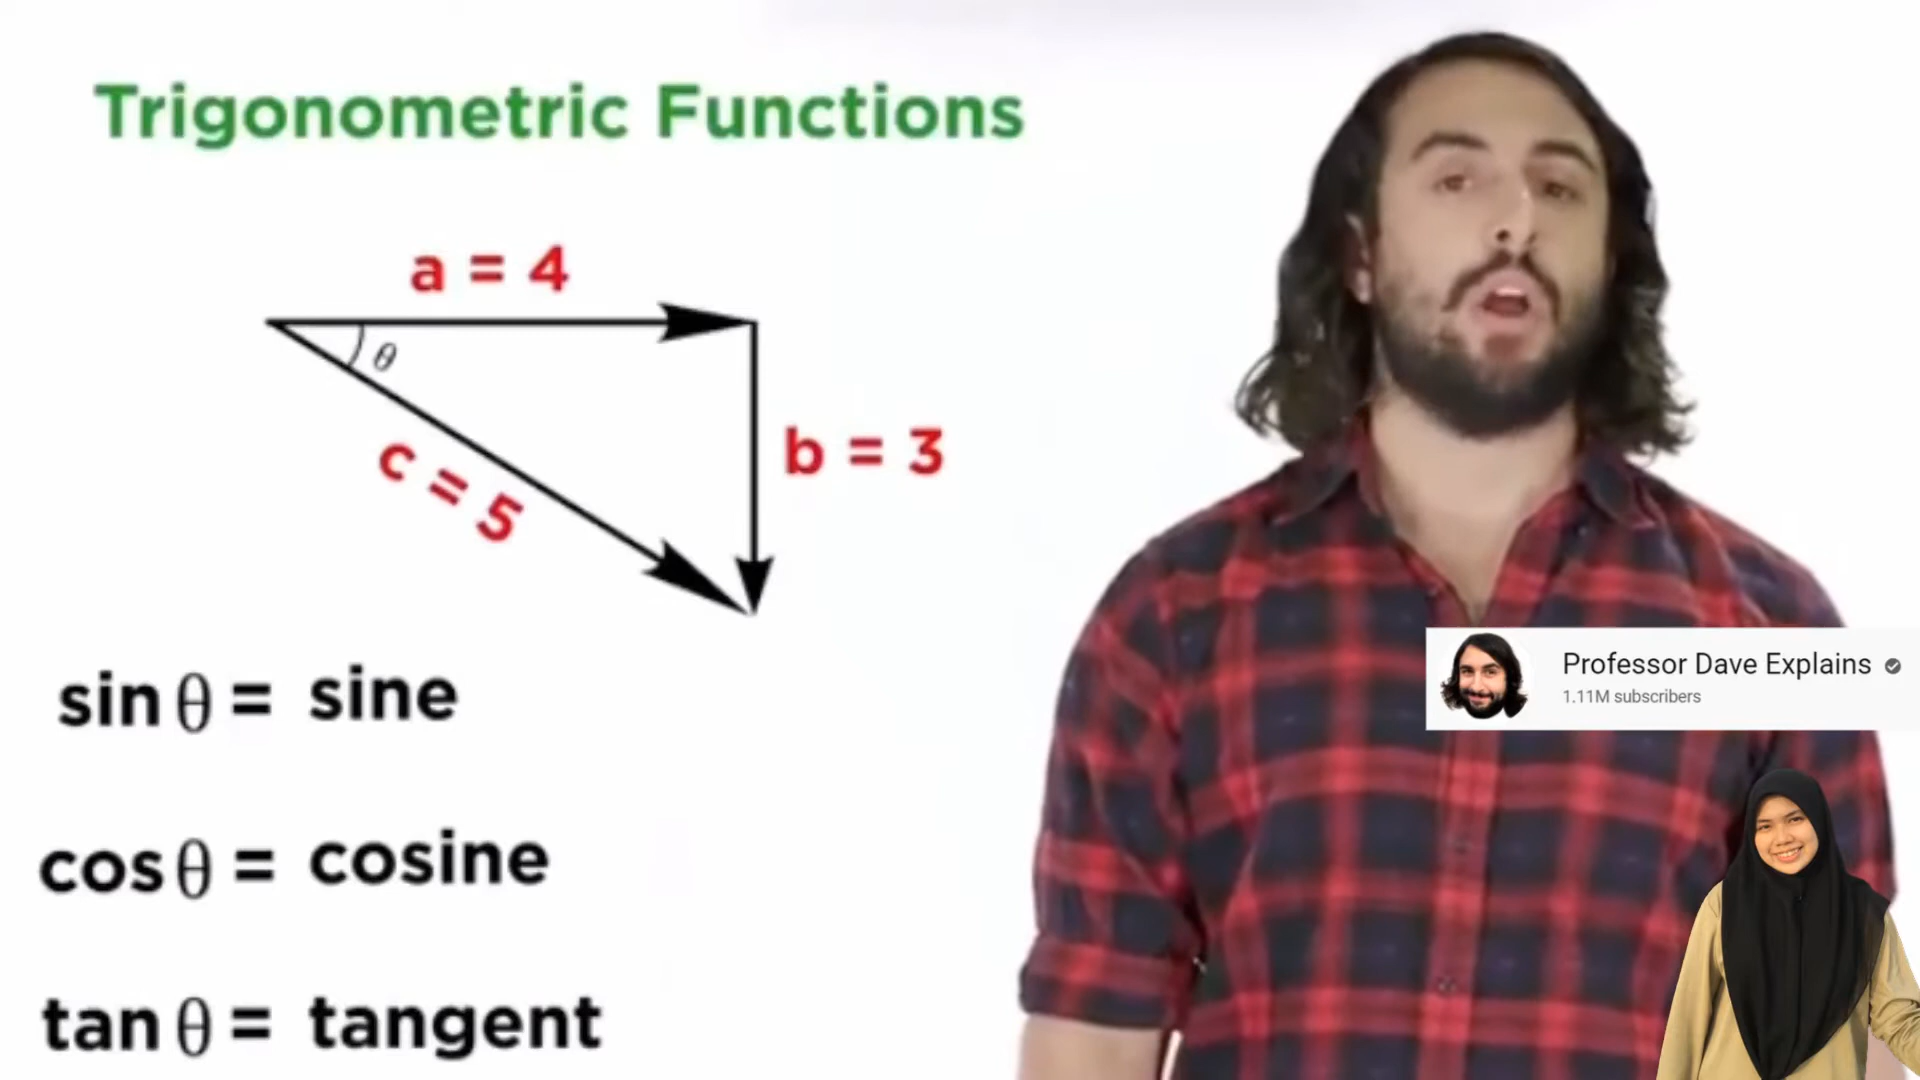 Trigonometric Functions
a = 4
θ
b = 3
c = 5
sin θ = sine
Professor Dave Explains
1.11M subscribers
cos θ = cosine
tan θ = tangent